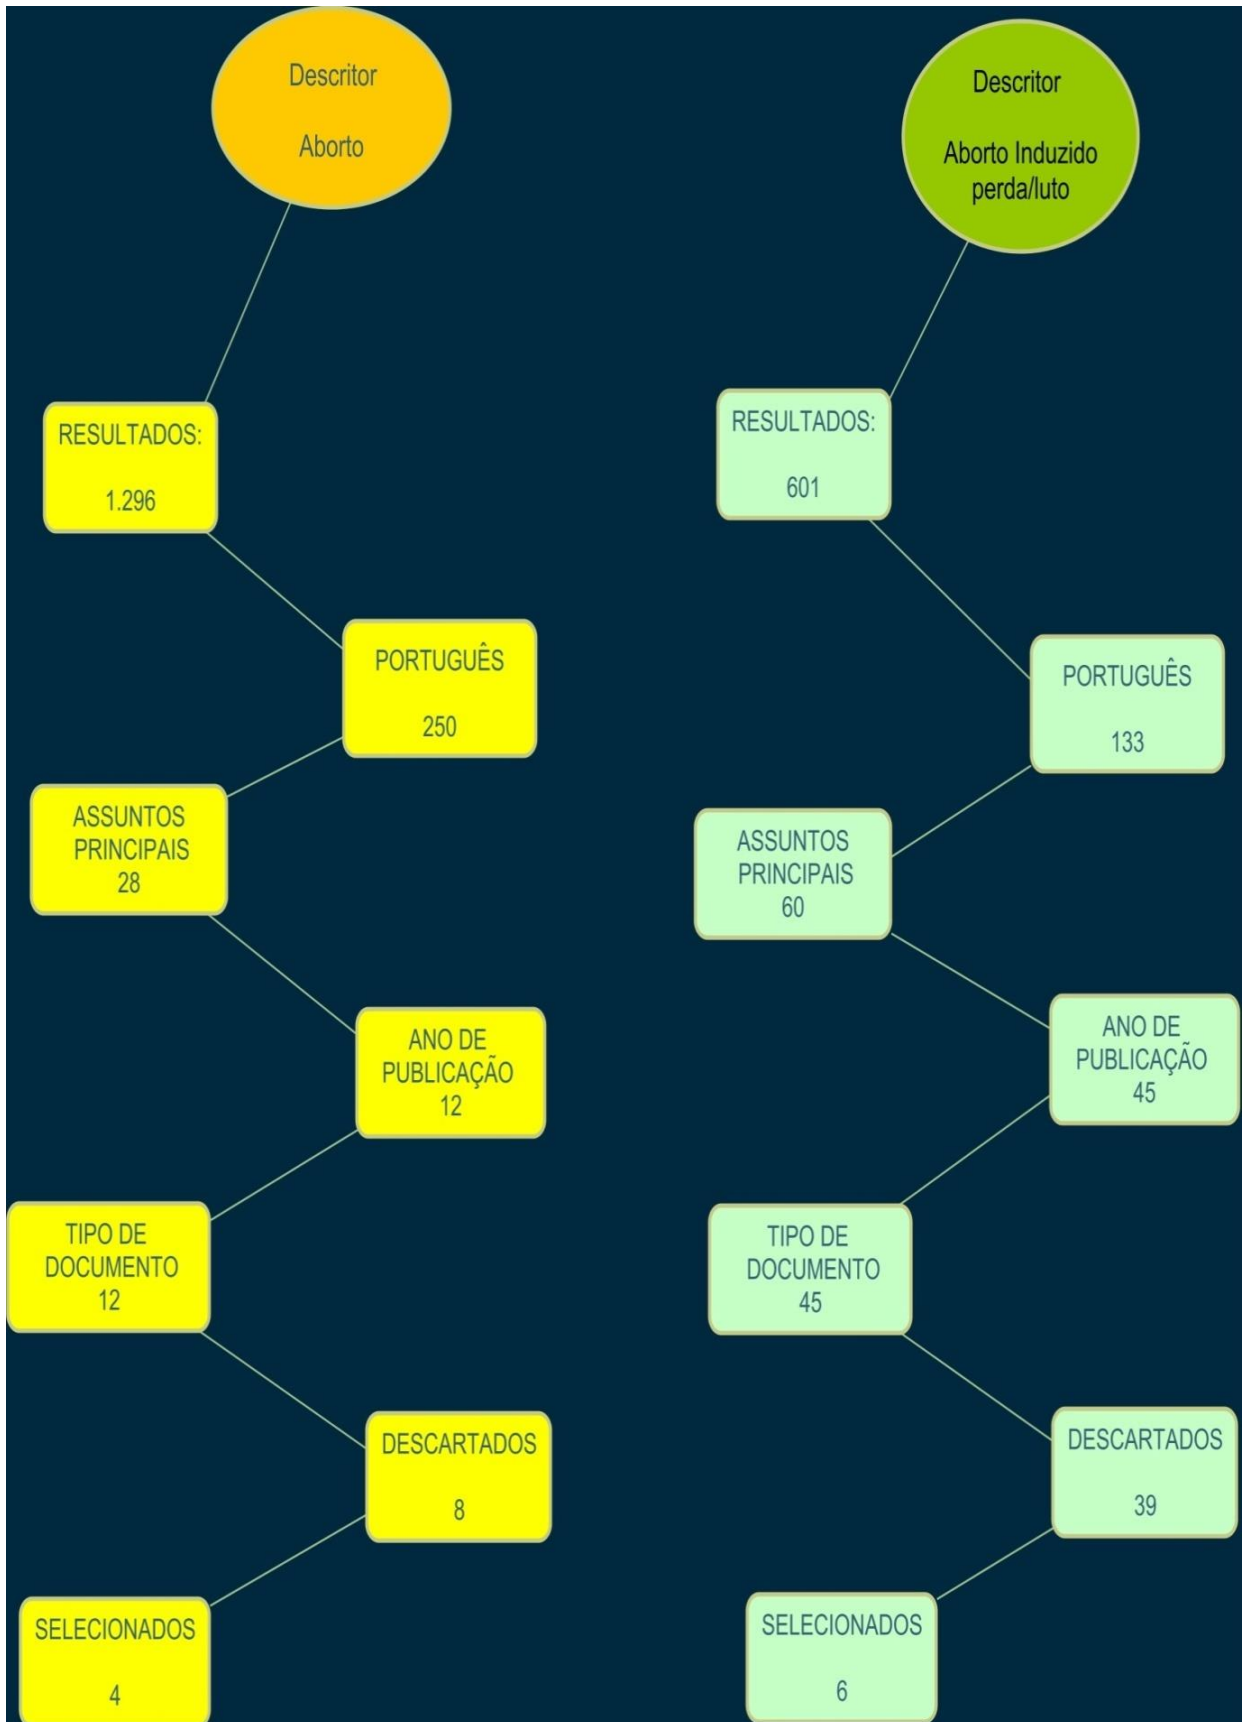 Descritor
Aborto
RESULTADOS:
1.296
PORTUGUÊS
250
ASSUNTOS
PRINCIPAIS
28
ANO DE
PUBLICAÇÃO
12
TIPO DE
DOCUMENTO
12
DESCARTADOS
8
SELECIONADOS
4
Descritor
Aborto Induzido
perda/luto
RESULTADOS:
601
PORTUGUÊS
133
ASSUNTOS
PRINCIPAIS
60
ANO DE
PUBLICAÇÃO
45
TIPO DE
DOCUMENTO
45
DESCARTADOS
39
SELECIONADOS
6